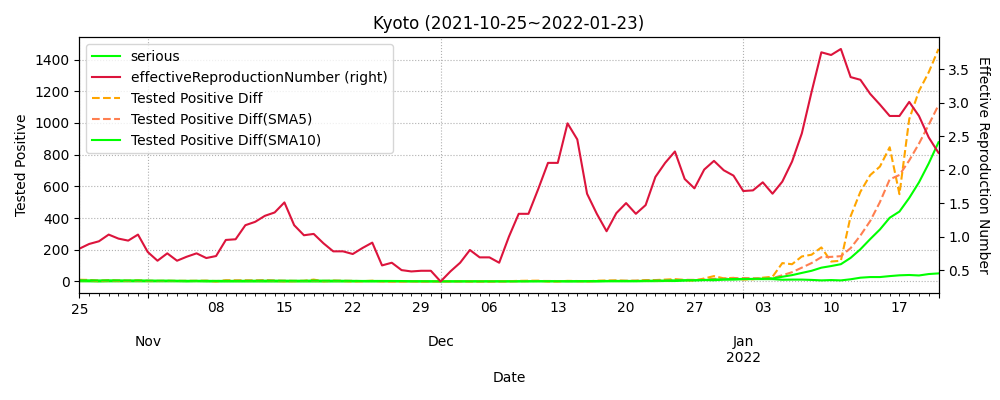 Kyoto (2021-10-25~2022-01-23)
serious
effectiveReproductionNumber (right)
Tested Positive Diff
Tested Positive Diff(SMA5)
Tested Positive Diff(SMA10)
Tested Positive
1400
1200
1000
800
600
400
200
0
Effective Reproduction Number
3.5
3.0
2.5
2.0
1.5
1.0
0.5
25 08 15 22 29 06 13 20 27 03 10 17
Nov Dec Jan
2022
Date